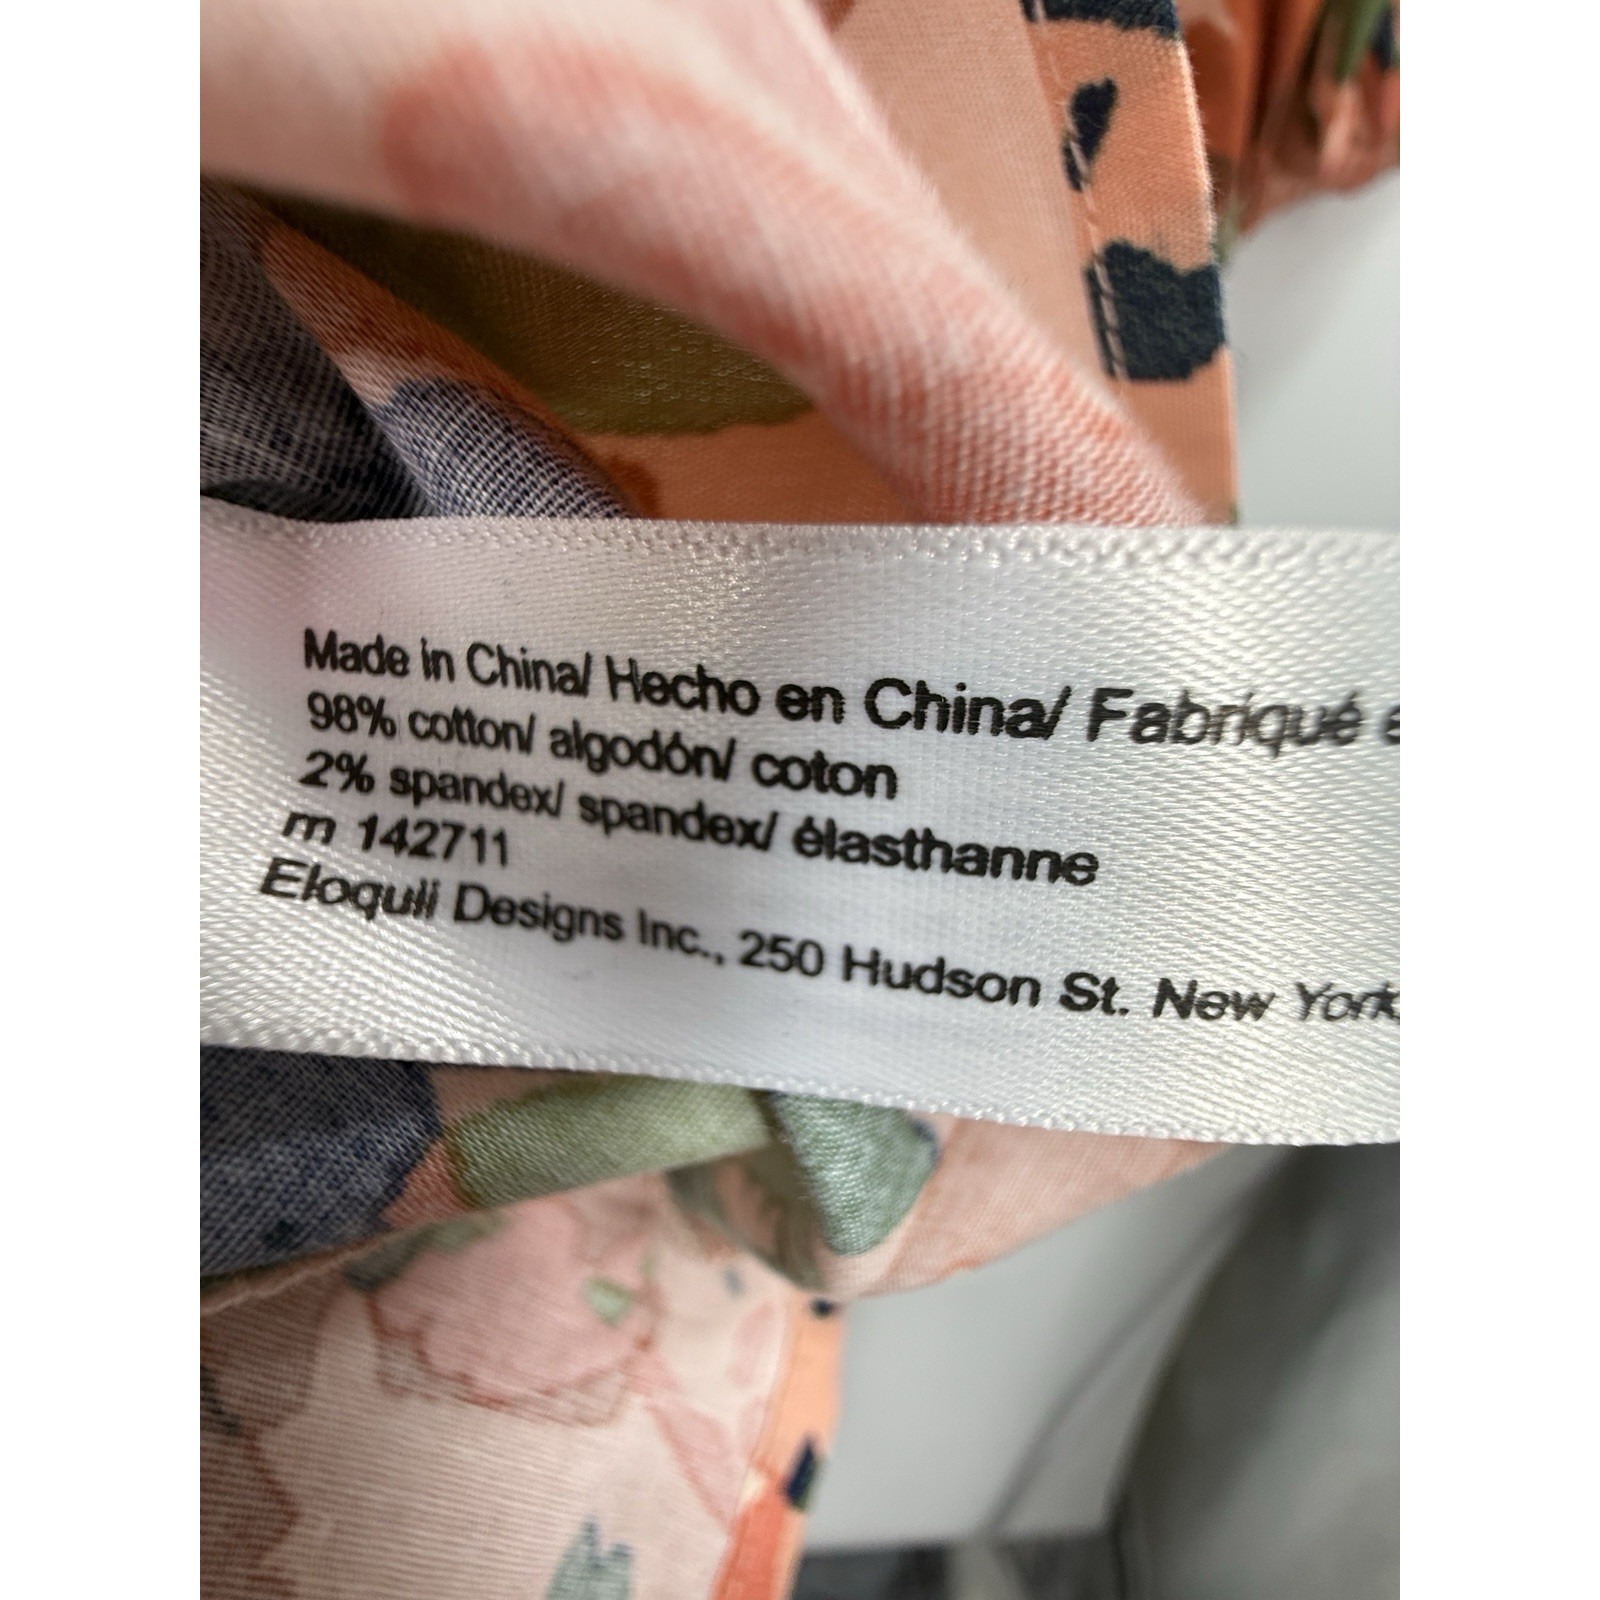 Made in China/ Hecho en China/ Fabriqué e
98% cotton/ algodón/ coton
2% spandex/ spandex/ élasthanne
m 142711
Eloquii Designs Inc., 250 Hudson St. New York,